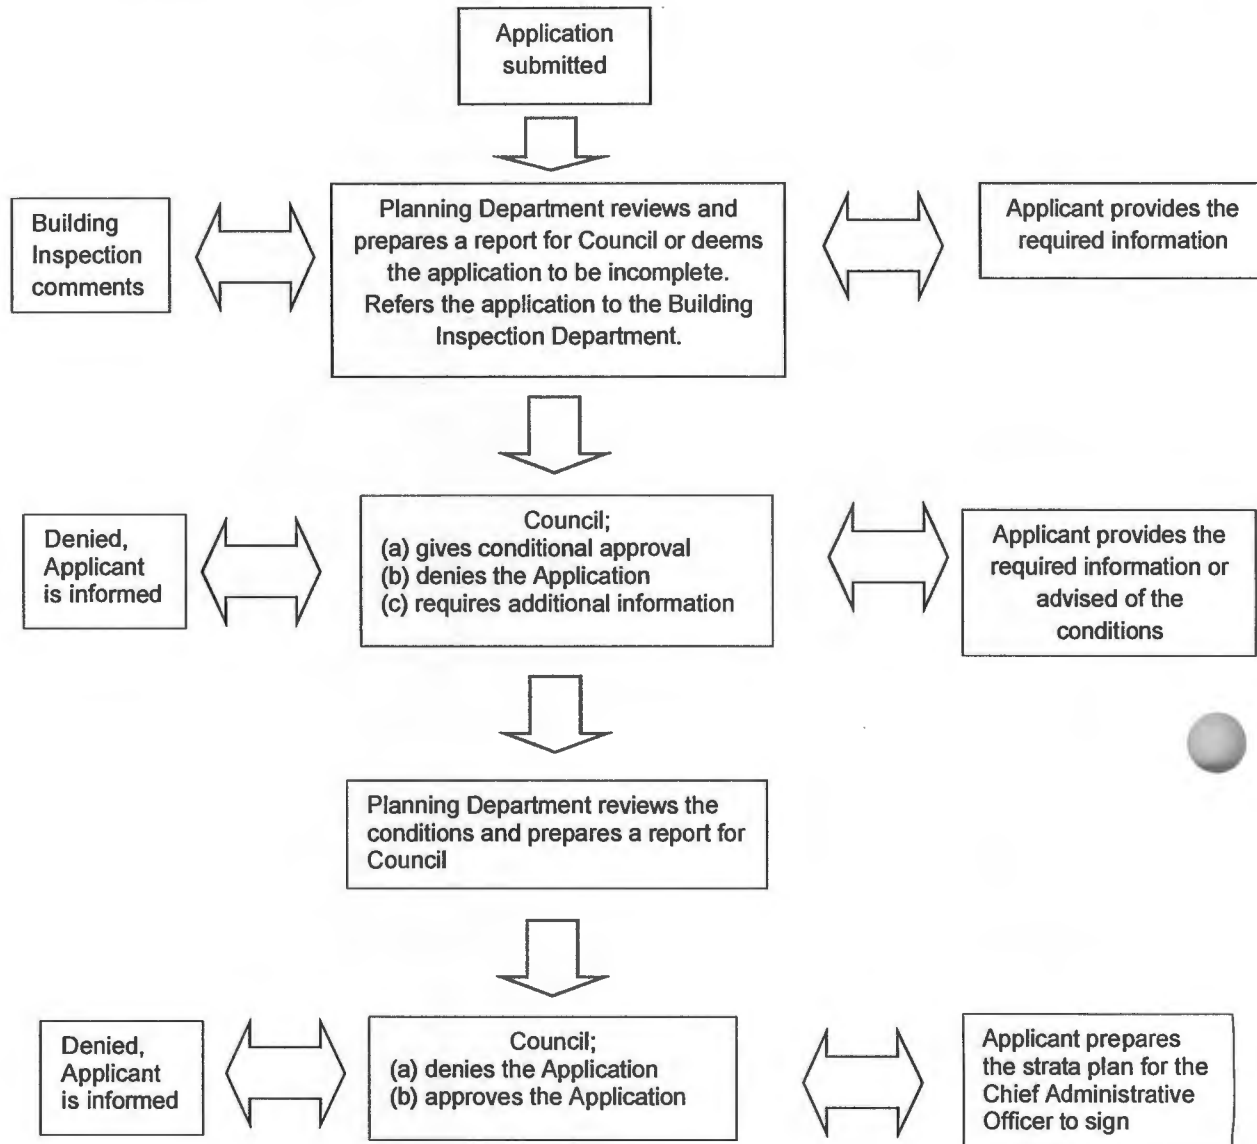 Application
submitted
Building
Inspection
comments
Planning Department reviews and
prepares a report for Council or deems
the application to be incomplete.
Refers the application to the Building
Inspection Department.
Applicant provides the
required information
Denied,
Applicant
is informed
Council;
(a) gives conditional approval
(b) denies the Application
(c) requires additional information
Applicant provides the
required information or
advised of the
conditions
Planning Department reviews the
conditions and prepares a report for
Council
Denied,
Applicant
is informed
Council;
(a) denies the Application
(b) approves the Application
Applicant prepares
the strata plan for the
Chief Administrative
Officer to sign